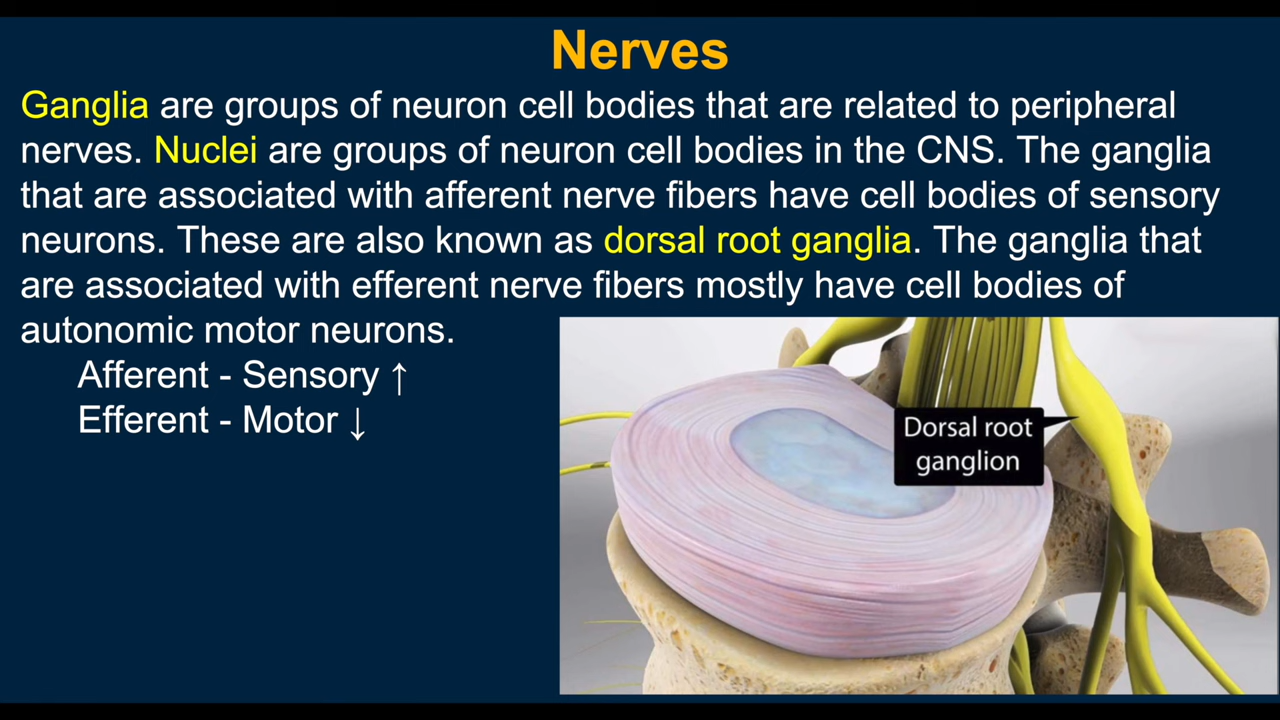 Nerves
Ganglia are groups of neuron cell bodies that are related to peripheral
nerves. Nuclei are groups of neuron cell bodies in the CNS. The ganglia
that are associated with afferent nerve fibers have cell bodies of sensory
neurons. These are also known as dorsal root ganglia. The ganglia that
are associated with efferent nerve fibers mostly have cell bodies of
autonomic motor neurons.
Afferent - Sensory ↑
Efferent - Motor ↓
Dorsal root
ganglion